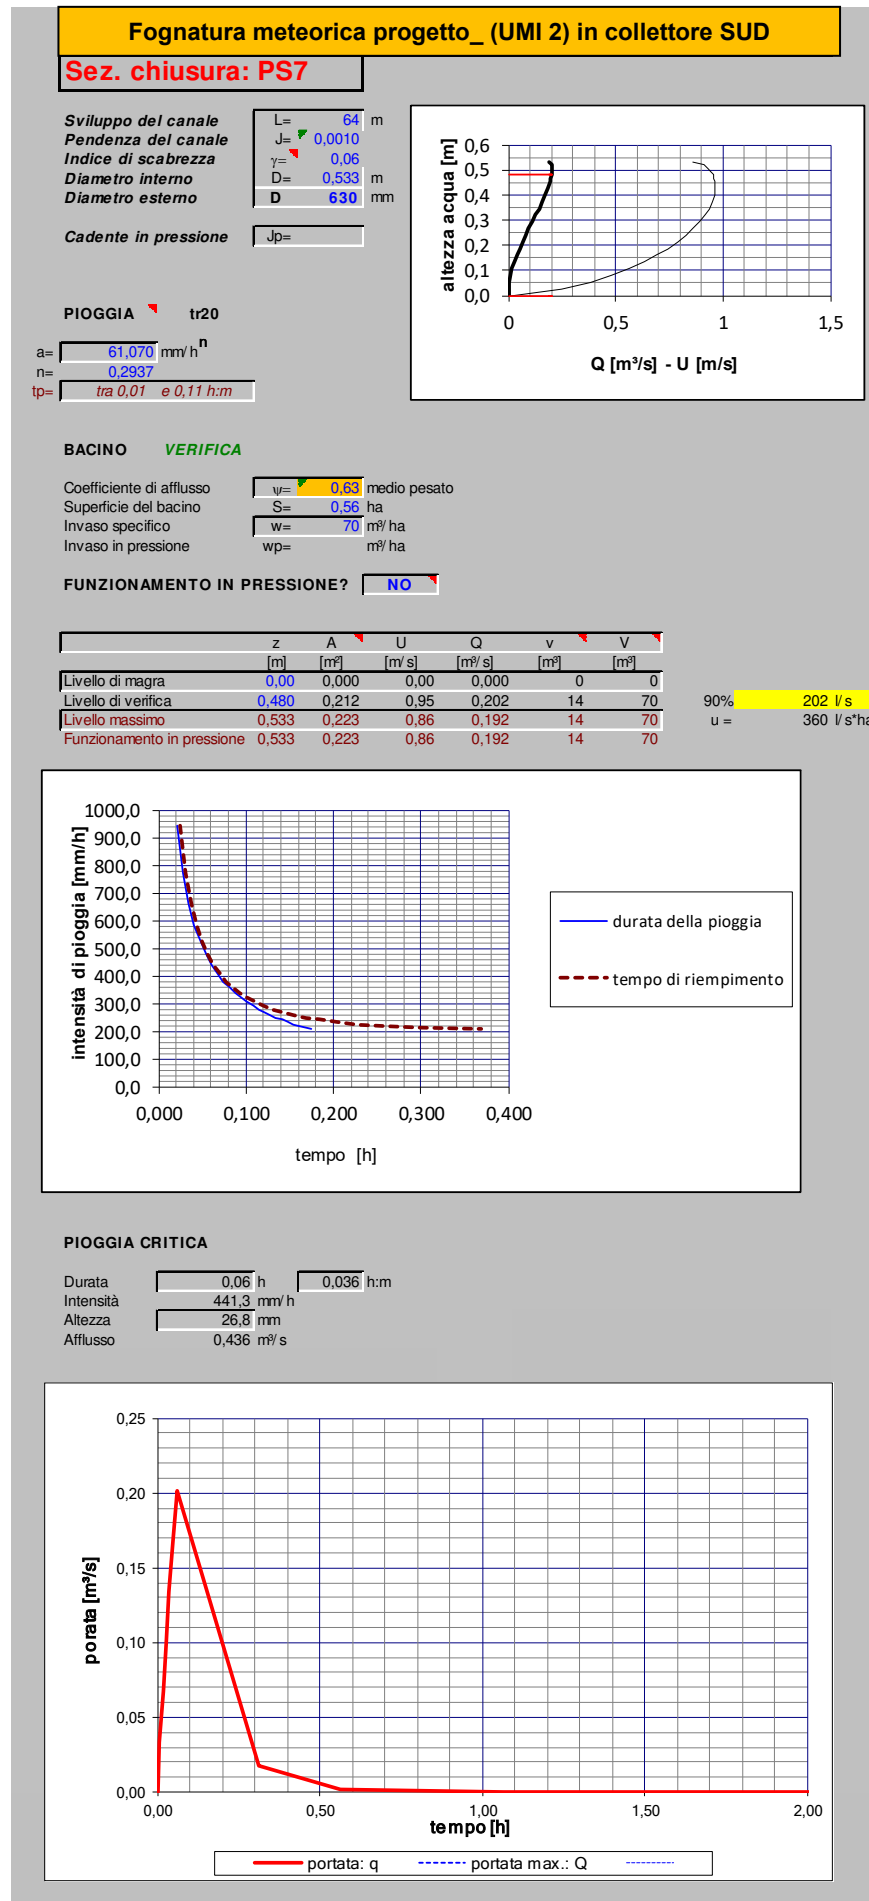 Fognatura meteorica progetto_ (UMI 2) in collettore SUD
Sez. chiusura: PS7
Sviluppo del canale L= 64 m
Pendenza del canale J= 0,0010
Indice di scabrezza γ= 0,06
Diametro interno D= 0,533 m
Diametro esterno D 630 mm
Cadente in pressione Jp=
altezza acqua [m]
0,6
0,5
0,4
0,3
0,2
0,1
0,0
0 0,5 1 1,5
Q [m³/s] - U [m/s]
PIOGGIA tr20
a= 61,070 mm/hⁿ
n= 0,2937
tp= tra 0,01 e 0,11 h:m
BACINO VERIFICA
Coefficiente di afflusso ψ= 0,63 medio pesato
Superficie del bacino S= 0,56 ha
Invaso specifico w= 70 m³/ha
Invaso in pressione wp= m³/ha
FUNZIONAMENTO IN PRESSIONE? NO
z A U Q v V
[m] [m²] [m/s] [m³/s] [m³] [m³]
Livello di magra 0,00 0,000 0,00 0,000 0 0
Livello di verifica 0,480 0,212 0,95 0,202 14 70 90% 202 l/s
Livello massimo 0,533 0,223 0,86 0,192 14 70 u = 360 l/s*ha
Funzionamento in pressione 0,533 0,223 0,86 0,192 14 70
intensità di pioggia [mm/h]
1000,0
900,0
800,0
700,0
600,0
500,0
400,0
300,0
200,0
100,0
0,0
0,000 0,100 0,200 0,300 0,400
tempo [h]
durata della pioggia
tempo di riempimento
PIOGGIA CRITICA
Durata 0,06 h 0,036 h:m
Intensità 441,3 mm/h
Altezza 26,8 mm
Afflusso 0,436 m³/s
porata [m³/s]
0,25
0,20
0,15
0,10
0,05
0,00
0,00 0,50 1,00 1,50 2,00
tempo [h]
portata: q portata max.: Q